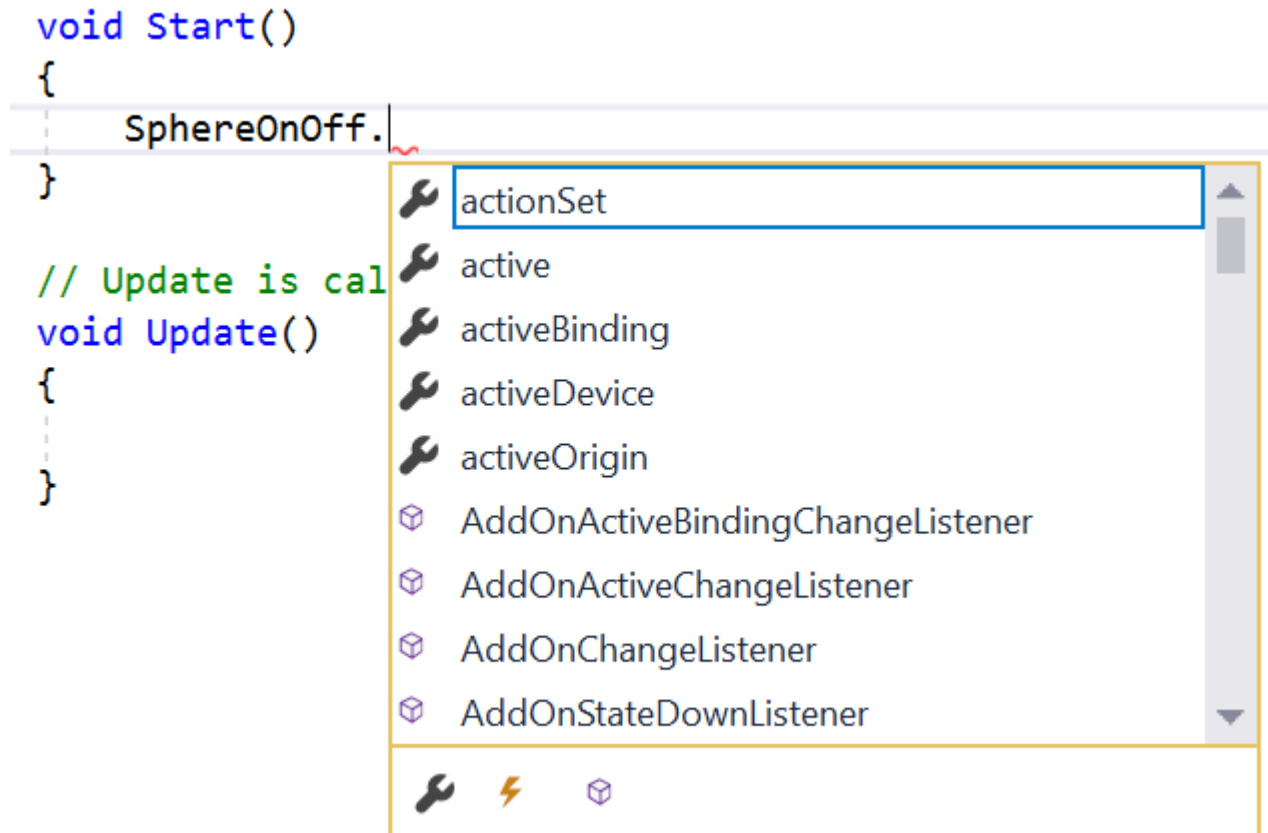 void Start()
{
SphereOnOff.
}
actionSet
active
// Update is cal
void Update()
activeBinding
{
activeDevice
activeOrigin
}
AddOnActiveBindingChangeListener
AddOnActiveChangeListener
AddOnChangeListener
AddOnStateDownListener